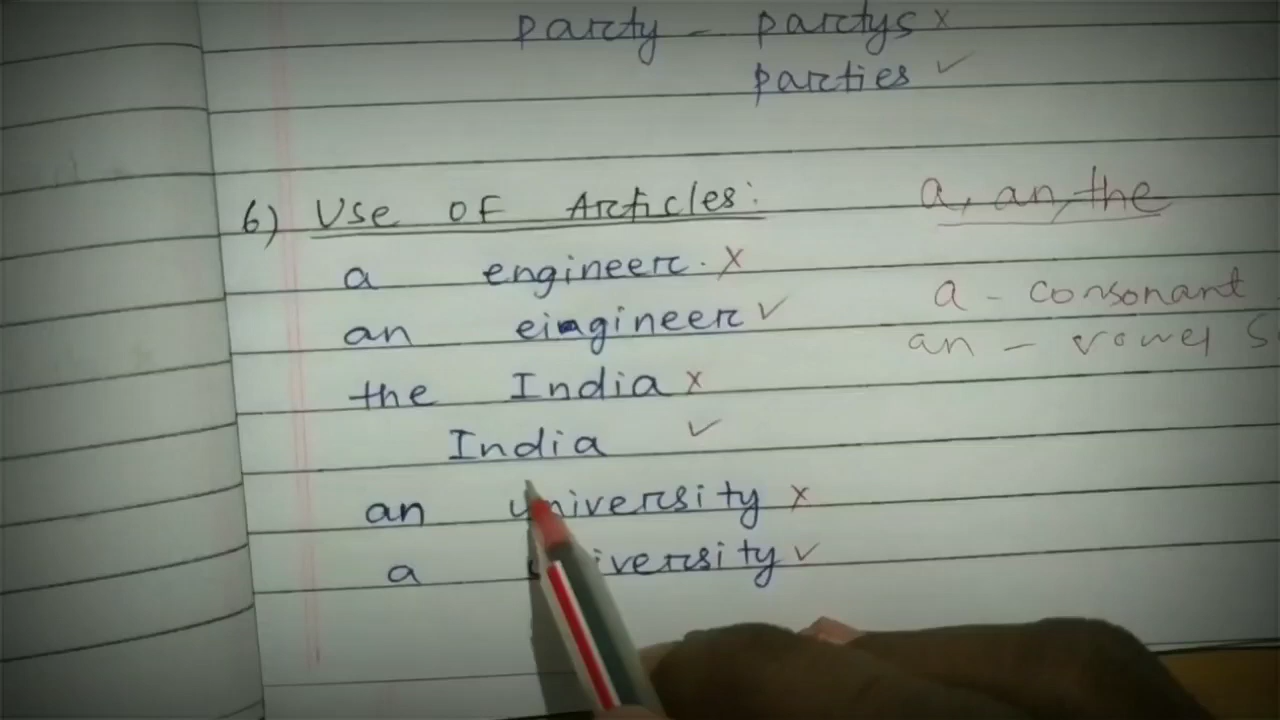 party - partys x
parties ✓
6) Use OF Articles: a, an, the
a engineer. x
an eingineer ✓ a - consonant
an - vowel S
the India x
India ✓
an university x
a university ✓